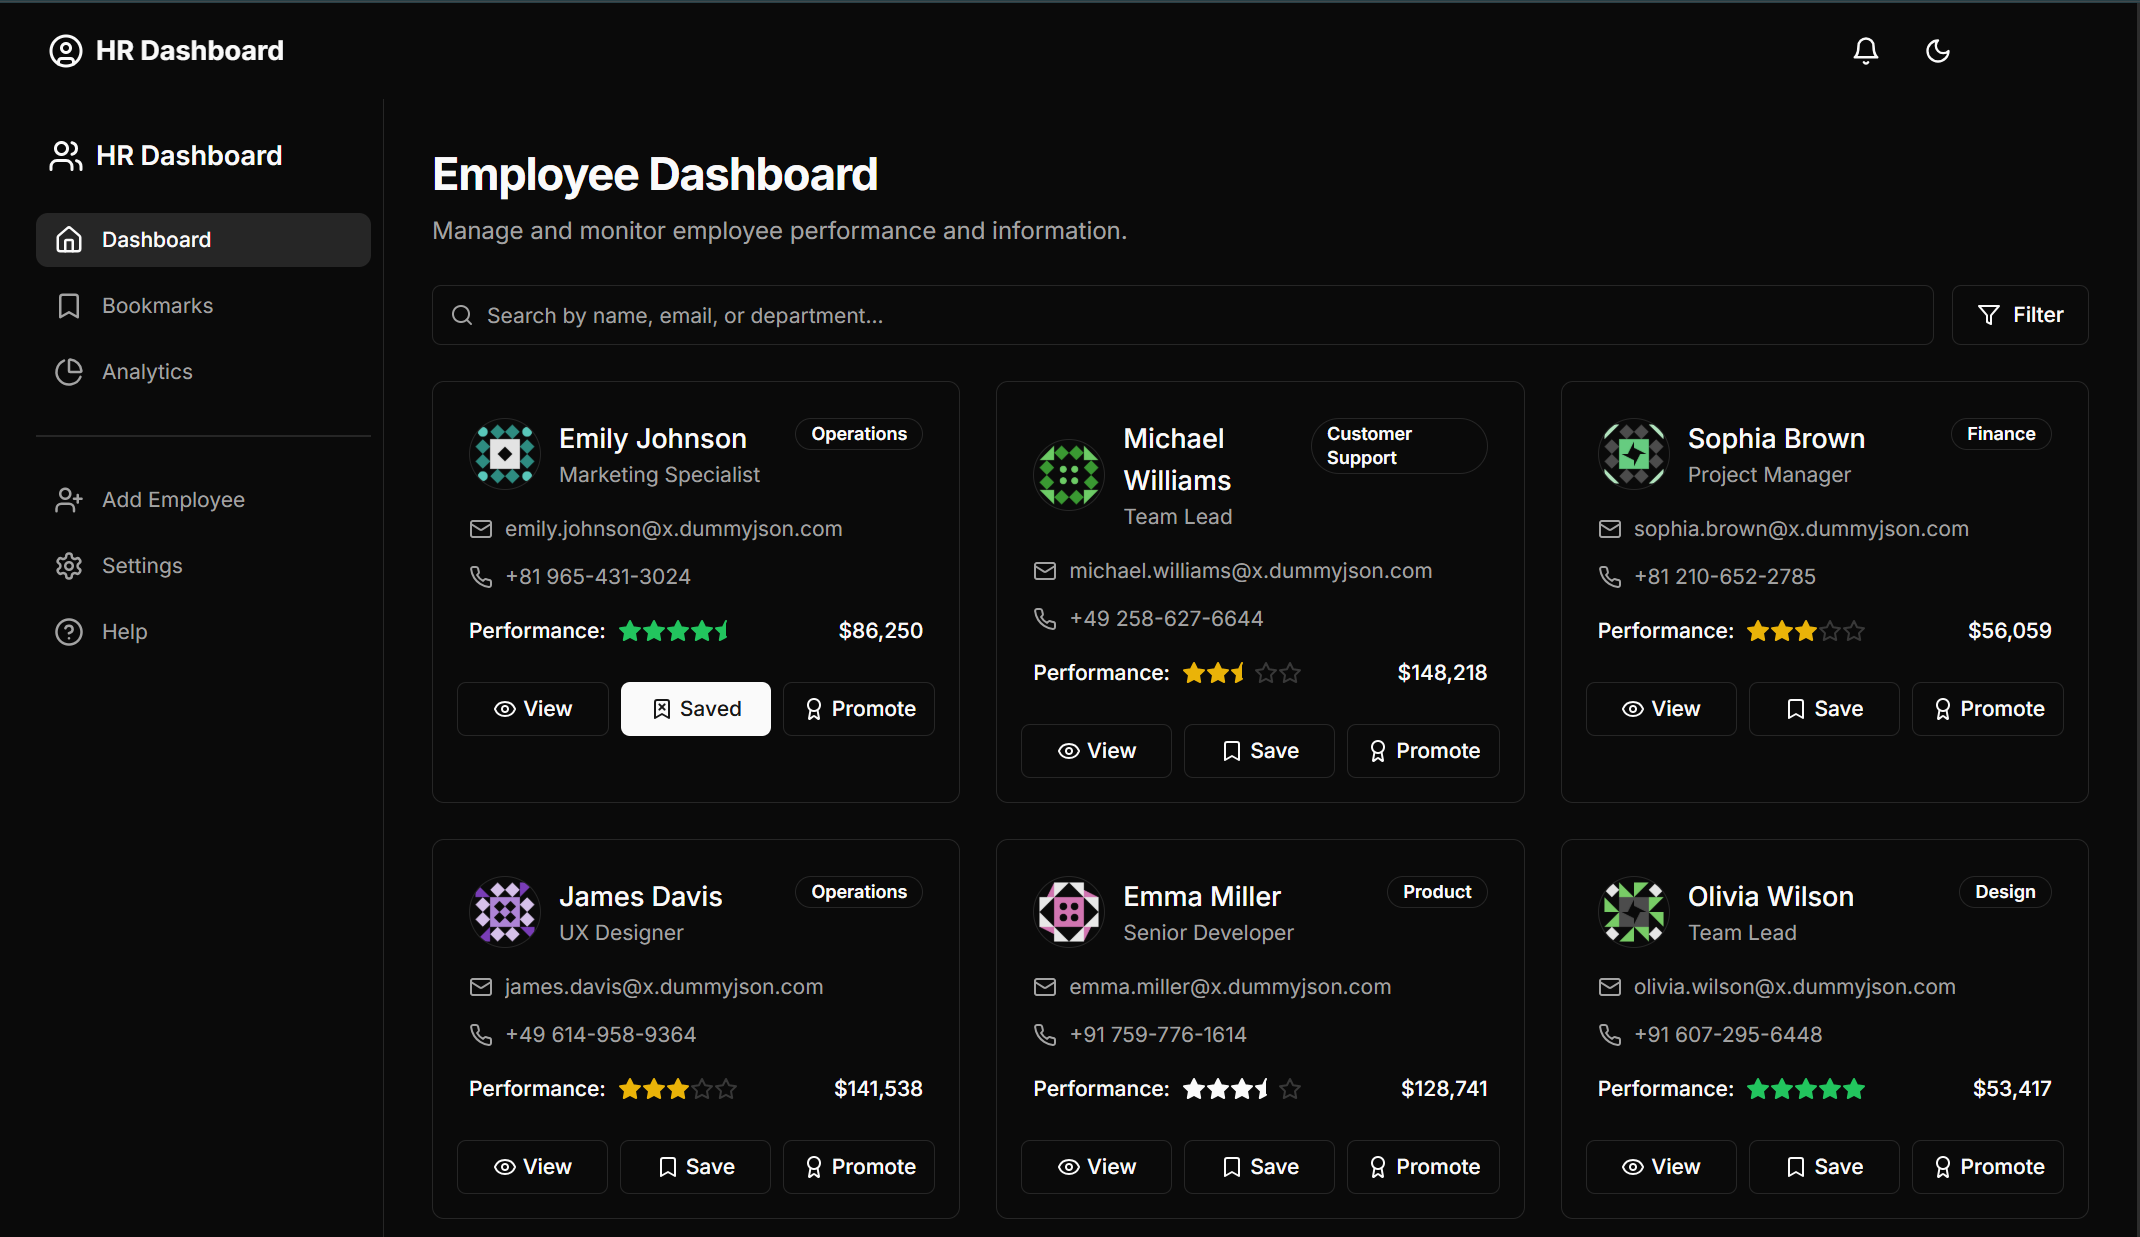 HR Dashboard
HR Dashboard
Dashboard
Bookmarks
Analytics
Add Employee
Settings
Help
Employee Dashboard
Manage and monitor employee performance and information.
Search by name, email, or department...
Filter
Emily Johnson
Operations
Marketing Specialist
emily.johnson@x.dummyjson.com
+81 965-431-3024
Performance: $86,250
View Saved Promote
Michael
Williams
Customer
Support
Team Lead
michael.williams@x.dummyjson.com
+49 258-627-6644
Performance: $148,218
View Save Promote
Sophia Brown
Finance
Project Manager
sophia.brown@x.dummyjson.com
+81 210-652-2785
Performance: $56,059
View Save Promote
James Davis
Operations
UX Designer
james.davis@x.dummyjson.com
+49 614-958-9364
Performance: $141,538
View Save Promote
Emma Miller
Product
Senior Developer
emma.miller@x.dummyjson.com
+91 759-776-1614
Performance: $128,741
View Save Promote
Olivia Wilson
Design
Team Lead
olivia.wilson@x.dummyjson.com
+91 607-295-6448
Performance: $53,417
View Save Promote